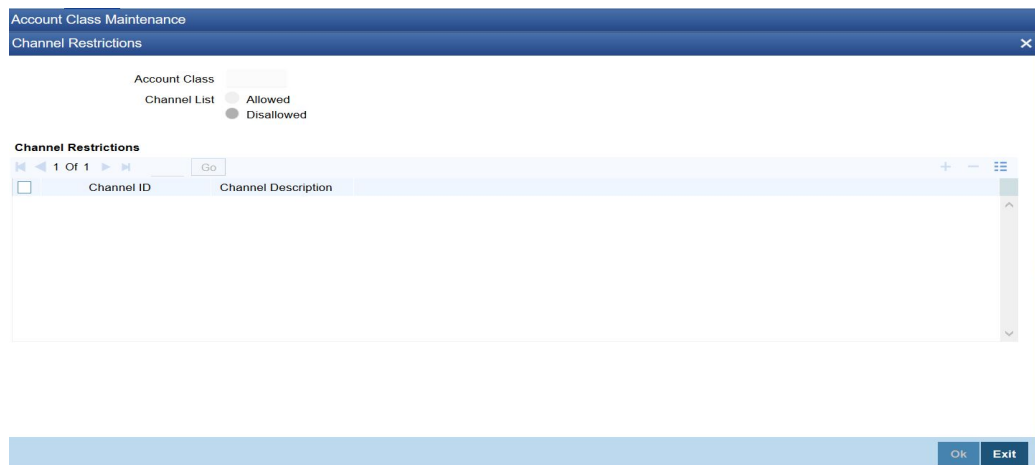 Account Class Maintenance
Channel Restrictions
Account Class
Channel List Allowed
Disallowed
Channel Restrictions
1 Of 1 Go
Channel ID Channel Description
Ok Exit